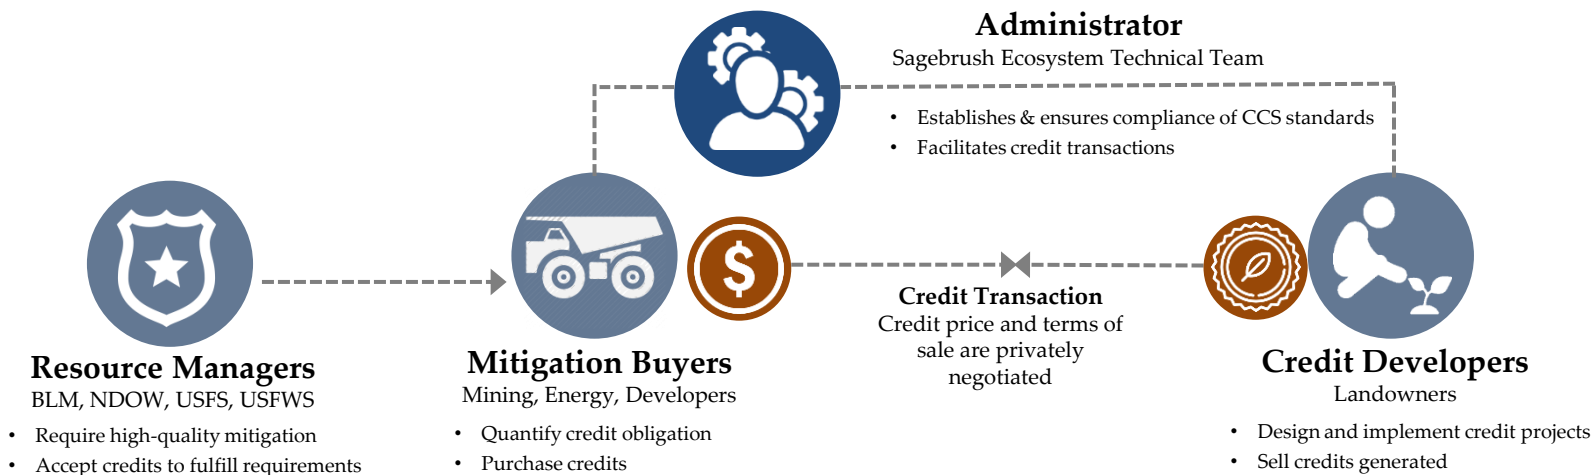 Administrator
Sagebrush Ecosystem Technical Team
• Establishes & ensures compliance of CCS standards
• Facilitates credit transactions
$
Credit Transaction
Credit price and terms of
sale are privately
negotiated
Resource Managers
BLM, NDOW, USFS, USFWS
• Require high-quality mitigation
• Accept credits to fulfill requirements
Mitigation Buyers
Mining, Energy, Developers
• Quantify credit obligation
• Purchase credits
Credit Developers
Landowners
• Design and implement credit projects
• Sell credits generated